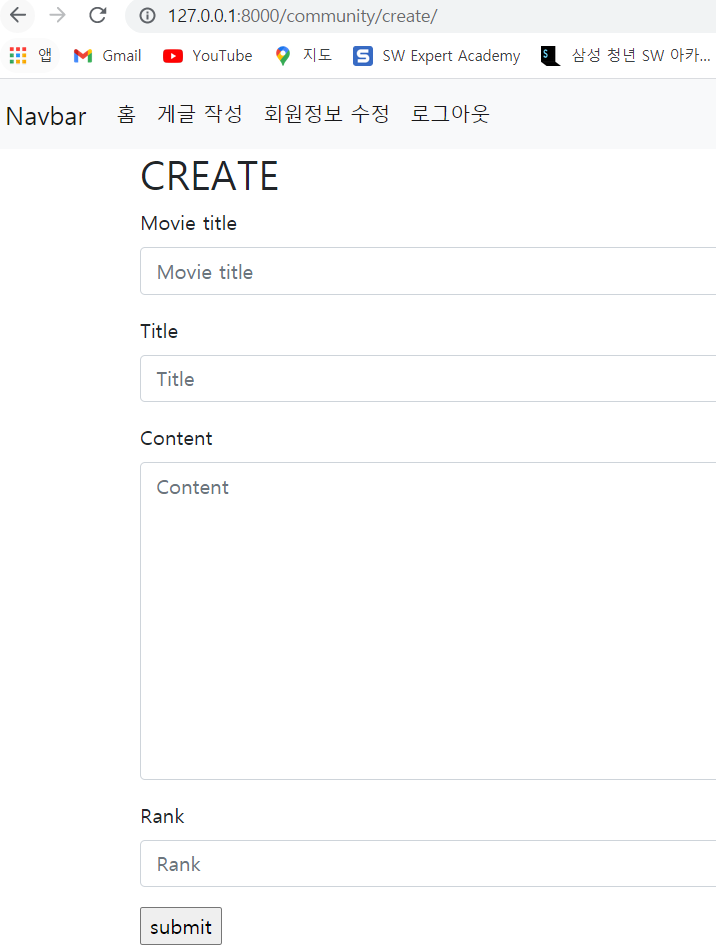 127.0.0.1:8000/community/create/
앱 Gmail YouTube 지도 SW Expert Academy 삼성 청년 SW 아카...
Navbar 홈 게글 작성 회원정보 수정 로그아웃
CREATE
Movie title
Movie title
Title
Title
Content
Content
Rank
Rank
submit